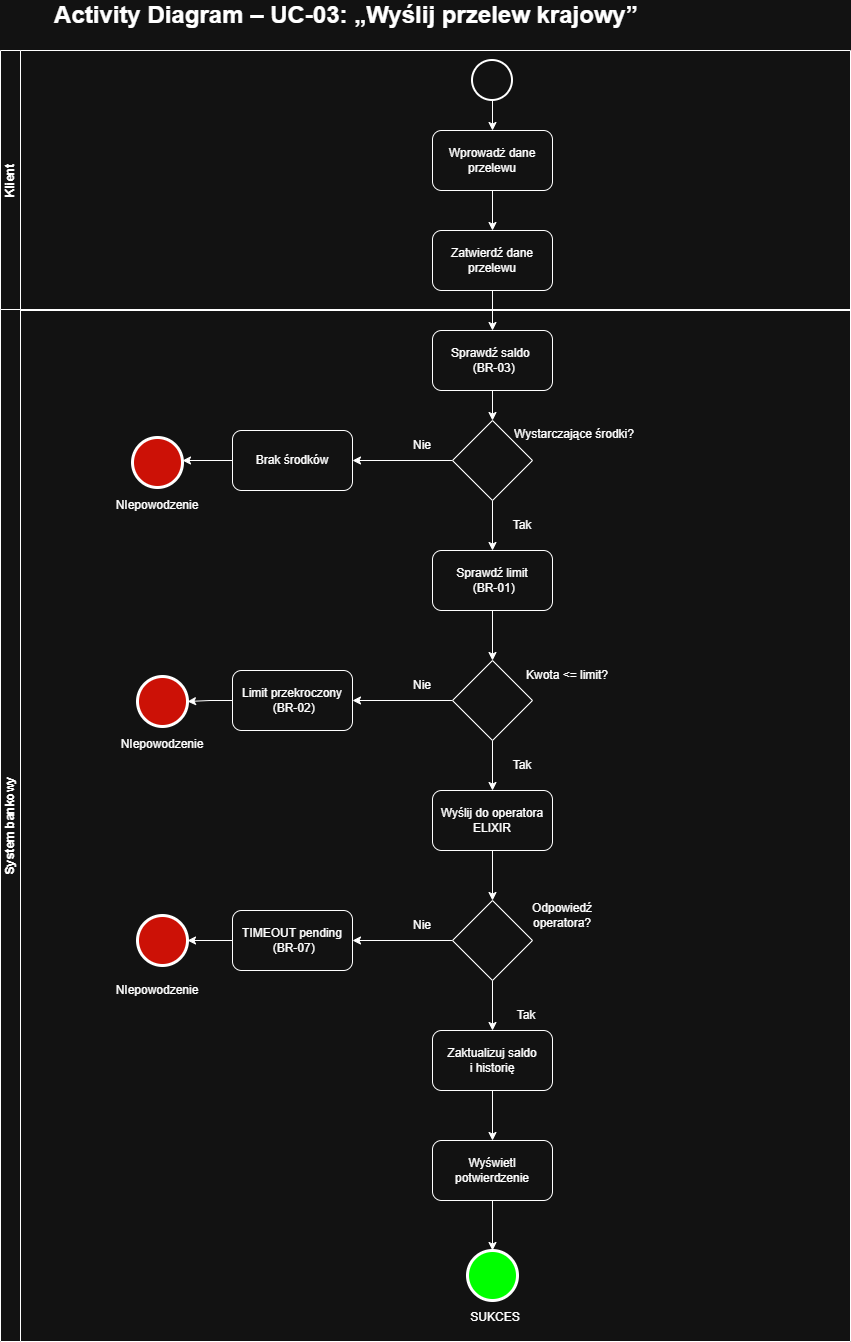 Activity Diagram – UC-03: „Wyślij przelew krajowy”
Klient
Wprowadź dane
przelewu
Zatwierdź dane
przelewu
System bankowy
Sprawdź saldo
(BR-03)
Wystarczające środki?
Nie
Brak środków
NIepowodzenie
Tak
Sprawdź limit
(BR-01)
Kwota <= limit?
Nie
Limit przekroczony
(BR-02)
NIepowodzenie
Tak
Wyślij do operatora
ELIXIR
Odpowiedź
operatora?
Nie
TIMEOUT pending
(BR-07)
NIepowodzenie
Tak
Zaktualizuj saldo
i historię
Wyświetl
potwierdzenie
SUKCES